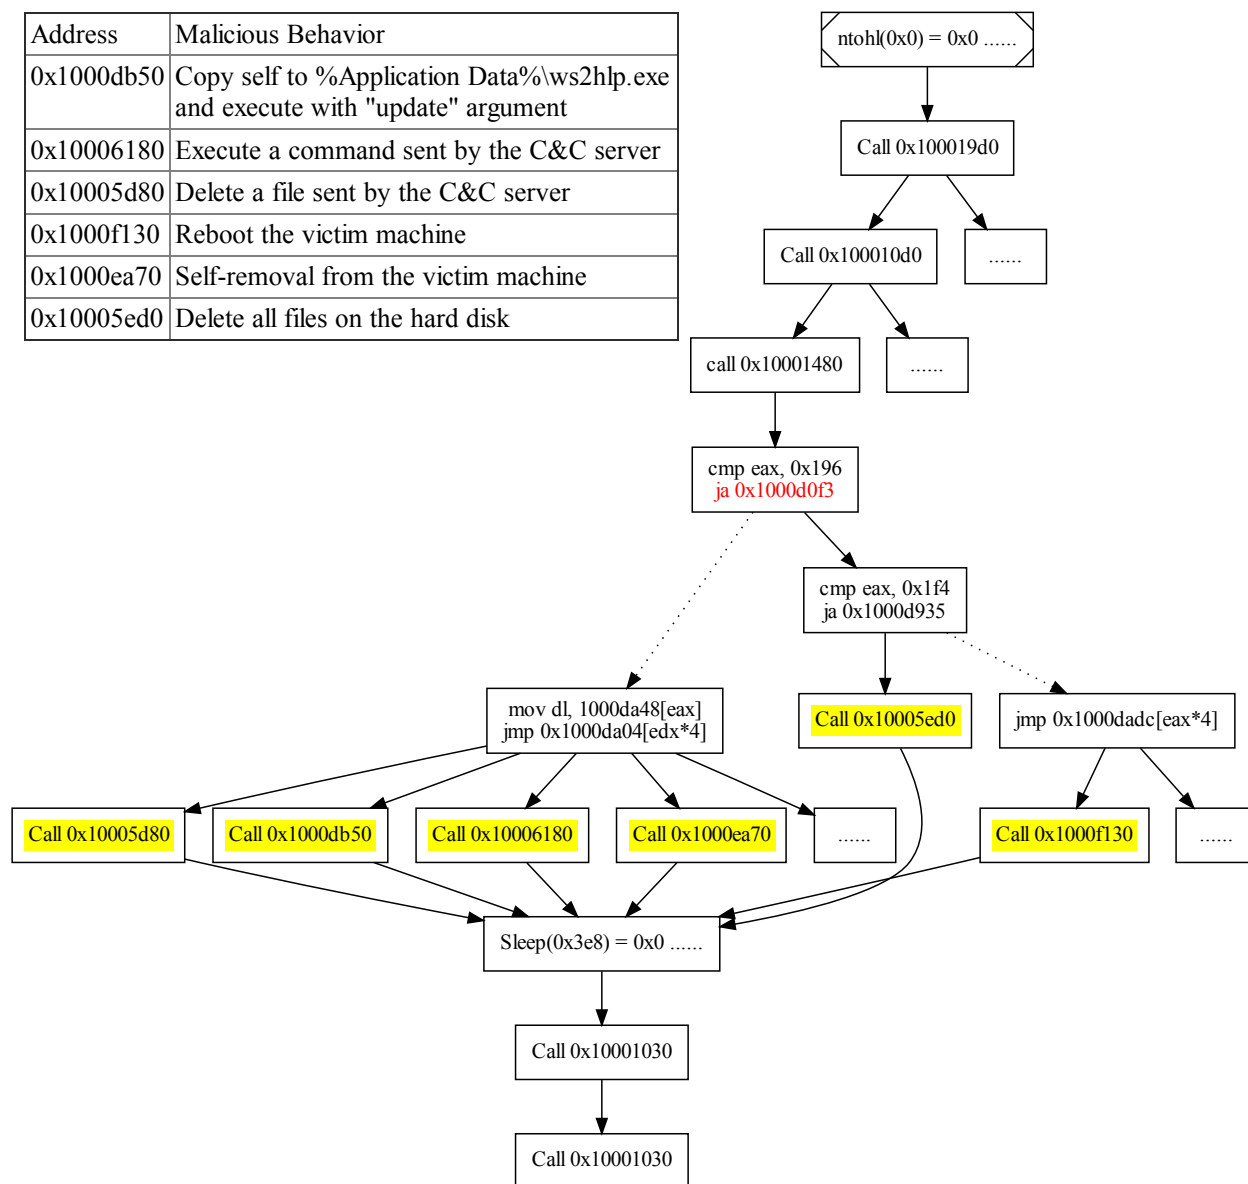 Address Malicious Behavior
0x1000db50 Copy self to %Application Data%\ws2hlp.exe
and execute with "update" argument
0x10006180 Execute a command sent by the C&C server
0x10005d80 Delete a file sent by the C&C server
0x1000f130 Reboot the victim machine
0x1000ea70 Self-removal from the victim machine
0x10005ed0 Delete all files on the hard disk
ntohl(0x0) = 0x0 ......
Call 0x100019d0
Call 0x100010d0
......
call 0x10001480
......
cmp eax, 0x196
ja 0x1000d0f3
cmp eax, 0x1f4
ja 0x1000d935
mov dl, 1000da48[eax]
jmp 0x1000da04[edx*4]
Call 0x10005ed0
jmp 0x1000dadc[eax*4]
Call 0x10005d80
Call 0x1000db50
Call 0x10006180
Call 0x1000ea70
......
Call 0x1000f130
......
Sleep(0x3e8) = 0x0 ......
Call 0x10001030
Call 0x10001030